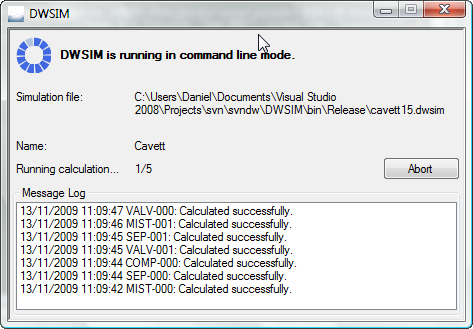 DWSIM
DWSIM is running in command line mode.
Simulation file: C:\Users\Daniel\Documents\Visual Studio
2008\Projects\svn\svndw\DWSIM\bin\Release\cavett15.dwsim
Name: Cavett
Running calculation... 1/5 Abort
Message Log
13/11/2009 11:09:47 VALV-000: Calculated successfully.
13/11/2009 11:09:46 MIST-001: Calculated successfully.
13/11/2009 11:09:45 SEP-001: Calculated successfully.
13/11/2009 11:09:45 VALV-001: Calculated successfully.
13/11/2009 11:09:44 COMP-000: Calculated successfully.
13/11/2009 11:09:44 SEP-000: Calculated successfully.
13/11/2009 11:09:42 MIST-000: Calculated successfully.